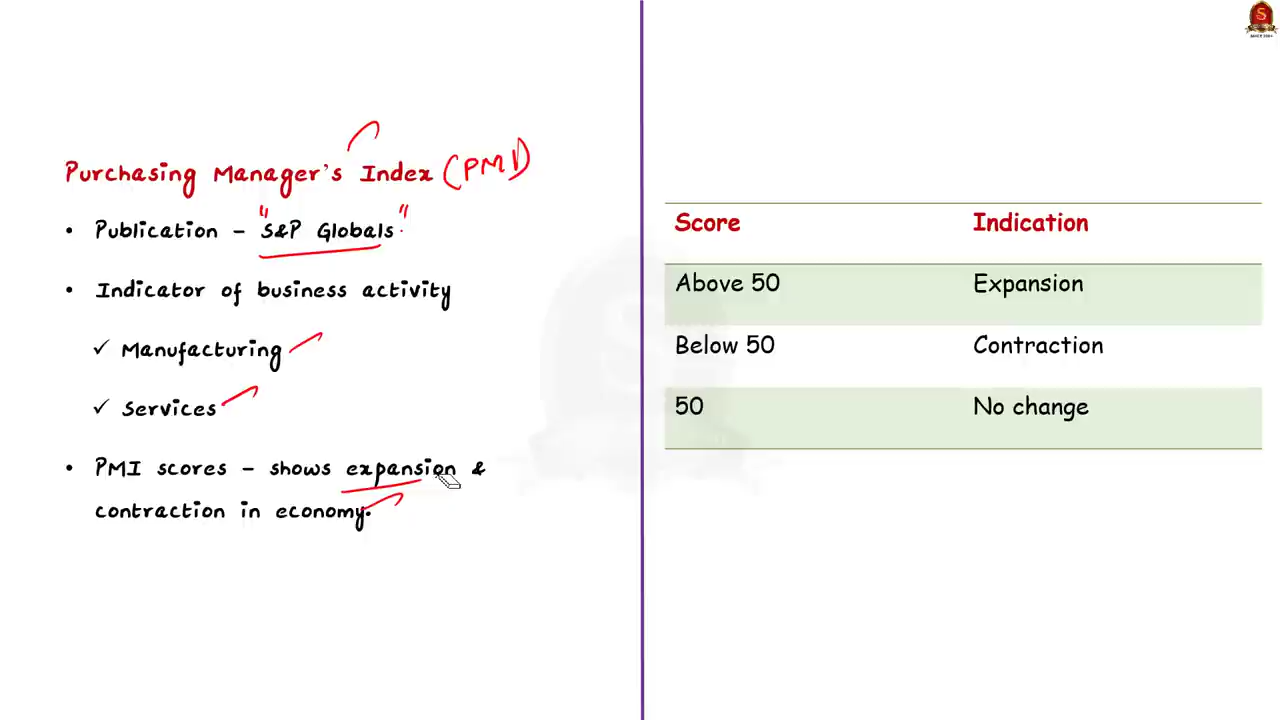 Purchasing Manager's Index (PMI)
• Publication – "S&P Globals"
• Indicator of business activity
✓ Manufacturing
✓ Services
• PMI scores – shows expansion &
contraction in economy.
Score Indication
Above 50 Expansion
Below 50 Contraction
50 No change